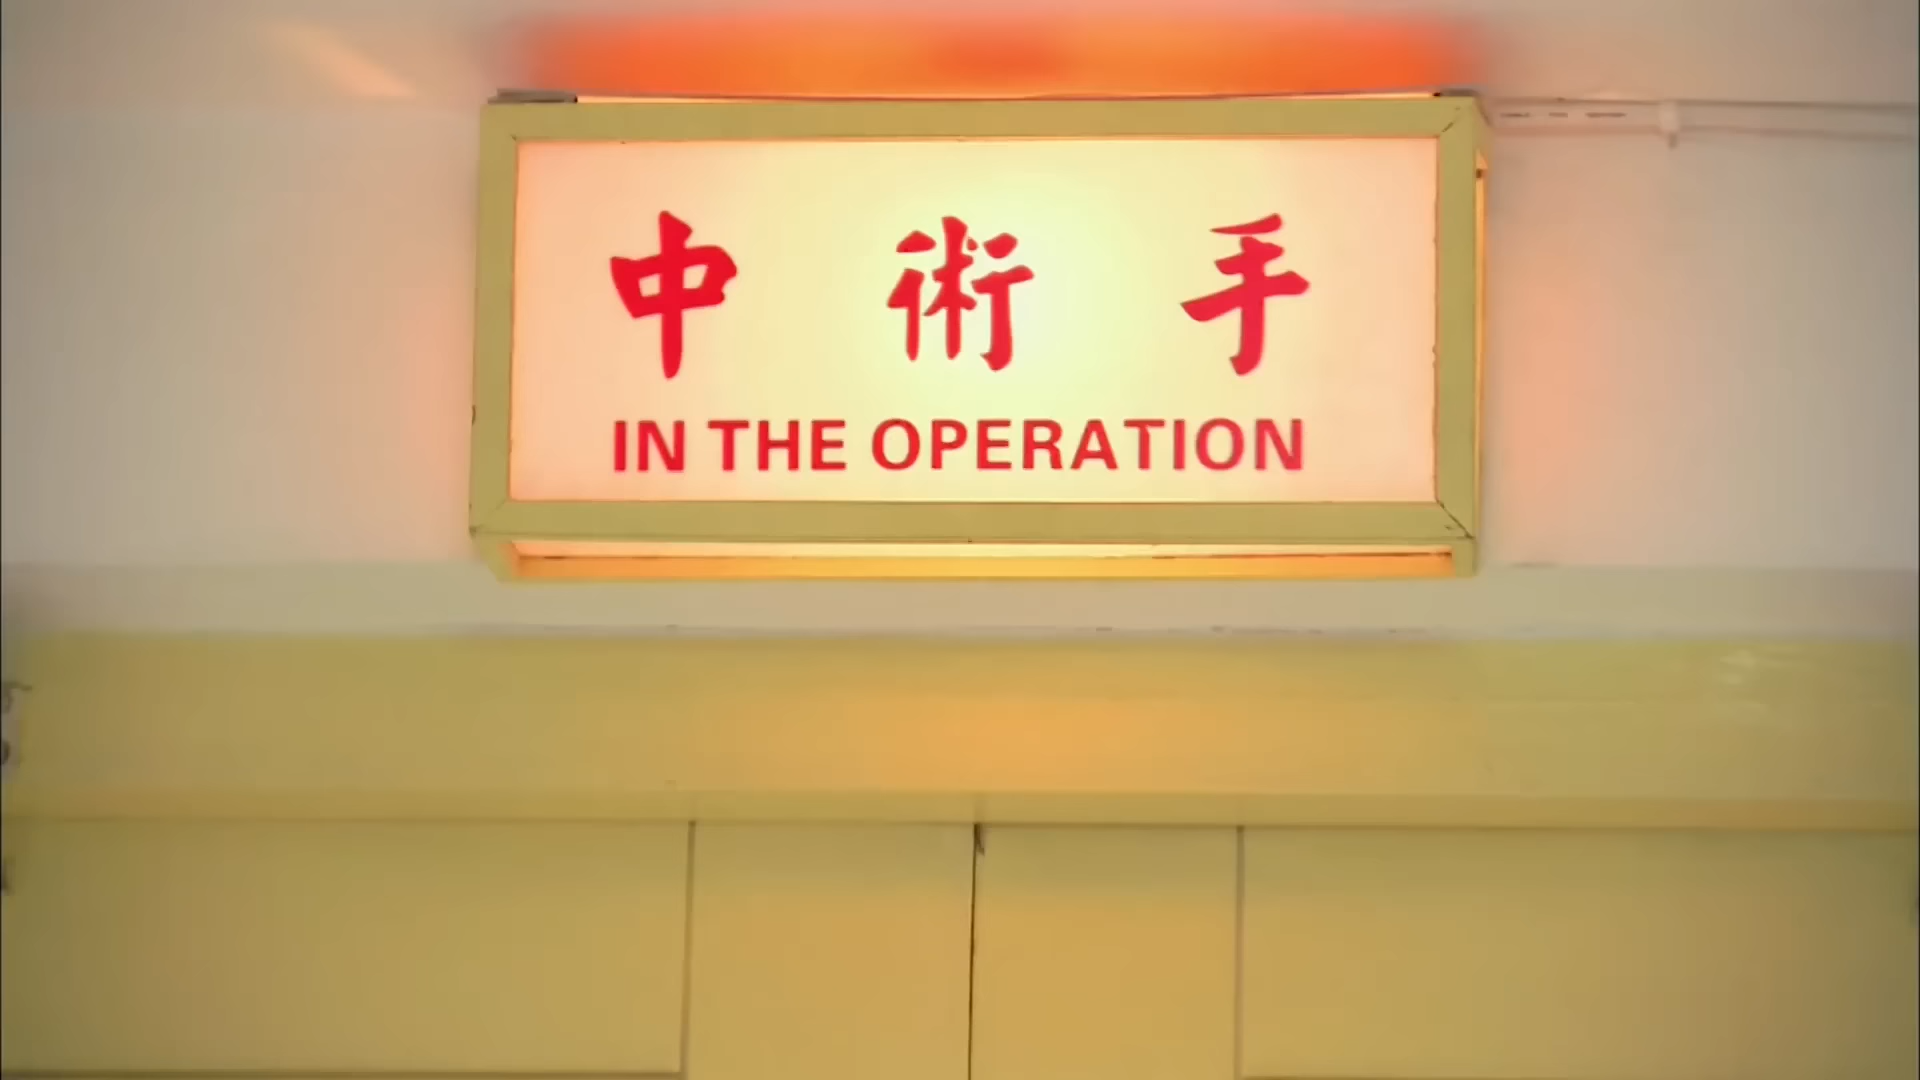 手術中
IN THE OPERATION